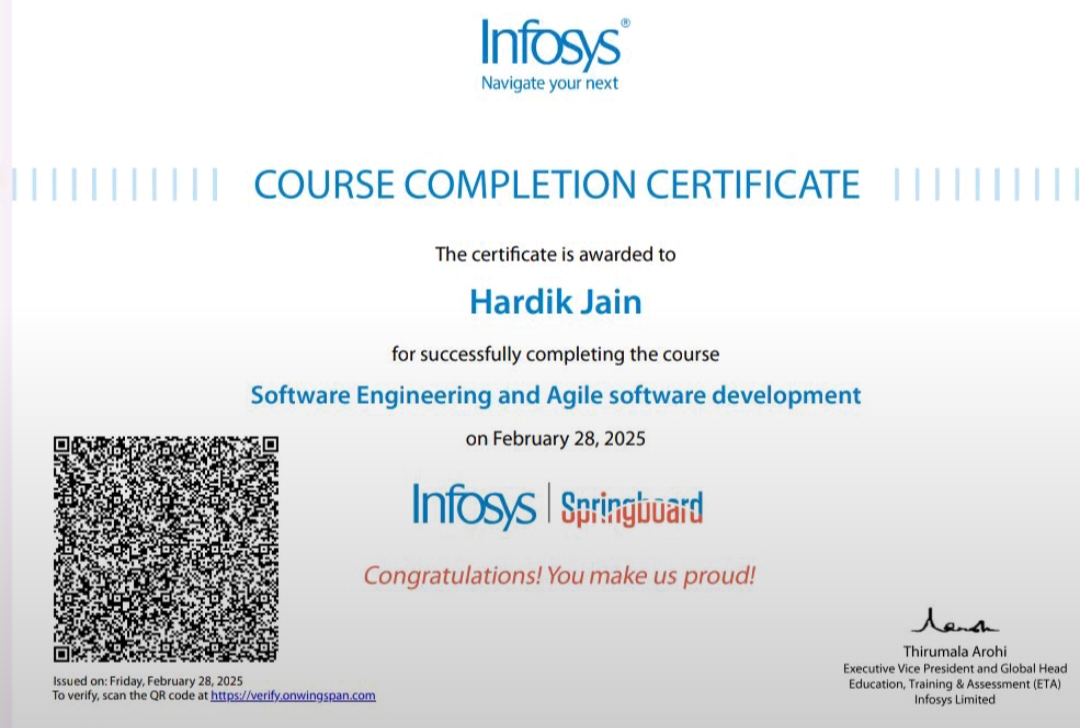 Infosys®
Navigate your next
COURSE COMPLETION CERTIFICATE
The certificate is awarded to
Hardik Jain
for successfully completing the course
Software Engineering and Agile software development
on February 28, 2025
Infosys | Springboard
Congratulations! You make us proud!
Issued on: Friday, February 28, 2025
To verify, scan the QR code at https://verify.onwingspan.com
Thirumala Arohi
Executive Vice President and Global Head
Education, Training & Assessment (ETA)
Infosys Limited